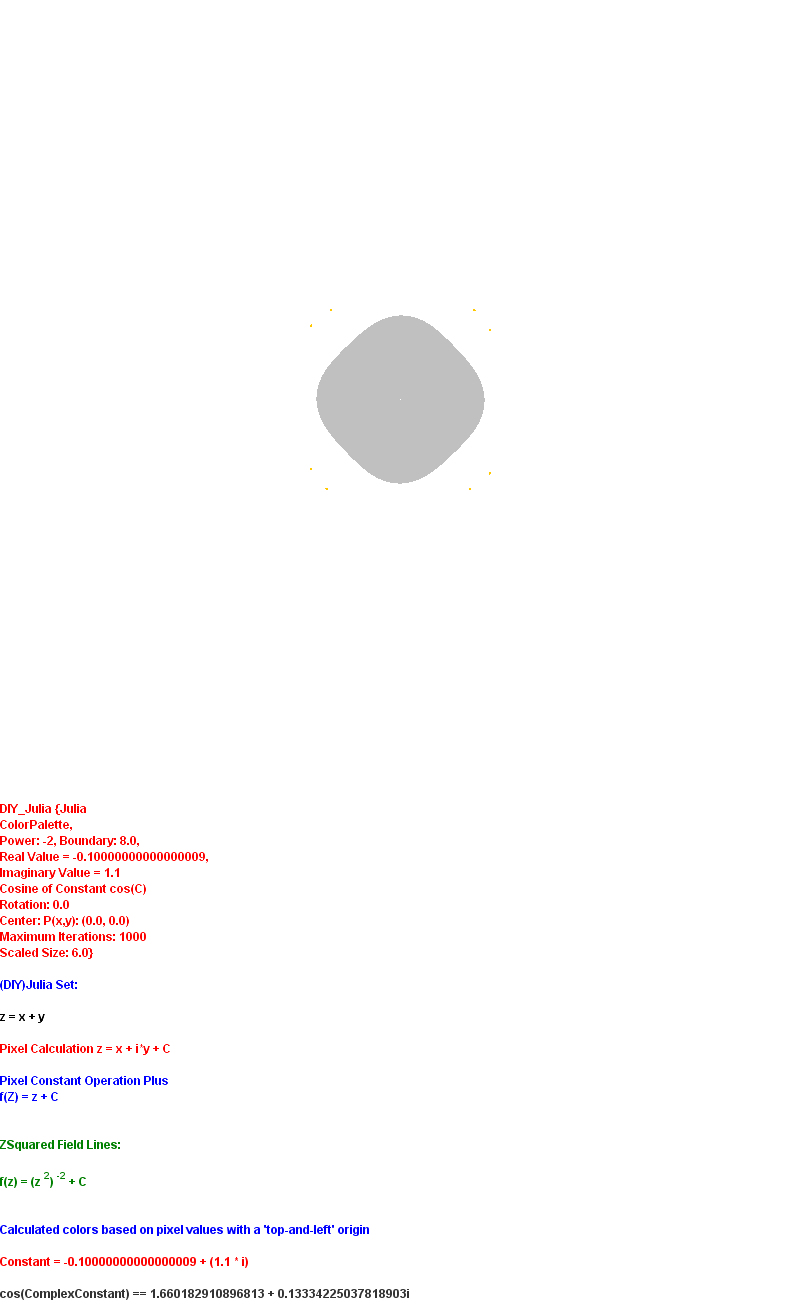 DIY_Julia {Julia
ColorPalette,
Power: -2, Boundary: 8.0,
Real Value = -0.10000000000000009,
Imaginary Value = 1.1
Cosine of Constant cos(C)
Rotation: 0.0
Center: P(x,y): (0.0, 0.0)
Maximum Iterations: 1000
Scaled Size: 6.0}
(DIY)Julia Set:
z = x + y
Pixel Calculation z = x + i*y + C
Pixel Constant Operation Plus
f(Z) = z + C
ZSquared Field Lines:
f(z) = (z 2) -2 + C
Calculated colors based on pixel values with a 'top-and-left' origin
Constant = -0.10000000000000009 + (1.1 * i)
cos(ComplexConstant) == 1.660182910896813 + 0.13334225037818903i